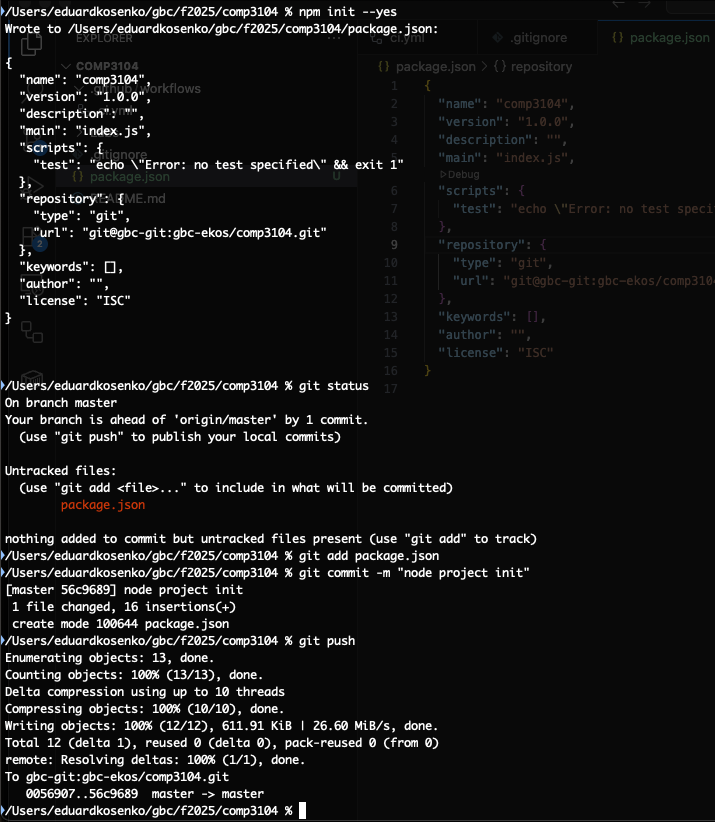 /Users/eduardkosenko/gbc/f2025/comp3104 % npm init --yes
Wrote to /Users/eduardkosenko/gbc/f2025/comp3104/package.json:
{
"name": "comp3104",
"version": "1.0.0",
"description": "",
"main": "index.js",
"scripts": {
"test": "echo \"Error: no test specified\" && exit 1"
},
"repository": {
"type": "git",
"url": "git@gbc-git:gbc-ekos/comp3104.git"
},
"keywords": [],
"author": "",
"license": "ISC"
}
/Users/eduardkosenko/gbc/f2025/comp3104 % git status
On branch master
Your branch is ahead of 'origin/master' by 1 commit.
(use "git push" to publish your local commits)
Untracked files:
(use "git add <file>..." to include in what will be committed)
package.json
nothing added to commit but untracked files present (use "git add" to track)
/Users/eduardkosenko/gbc/f2025/comp3104 % git add package.json
/Users/eduardkosenko/gbc/f2025/comp3104 % git commit -m "node project init"
[master 56c9689] node project init
1 file changed, 16 insertions(+)
create mode 100644 package.json
/Users/eduardkosenko/gbc/f2025/comp3104 % git push
Enumerating objects: 13, done.
Counting objects: 100% (13/13), done.
Delta compression using up to 10 threads
Compressing objects: 100% (10/10), done.
Writing objects: 100% (12/12), 611.91 KiB | 26.60 MiB/s, done.
Total 12 (delta 1), reused 0 (delta 0), pack-reused 0 (from 0)
remote: Resolving deltas: 100% (1/1), done.
To gbc-git:gbc-ekos/comp3104.git
0056907..56c9689 master -> master
/Users/eduardkosenko/gbc/f2025/comp3104 %
EXPLORER
COMP3104
.github/workflows
package.json
U
2
ci.yml
.gitignore
{} package.json
{} package.json > {} repository
1 {
2 "name": "comp3104",
3 "version": "1.0.0",
4 "description": "",
5 "main": "index.js",
Debug
6 "scripts": {
7 "test": "echo \"Error: no test speci
8 },
9 "repository": {
10 "type": "git",
11 "url": "git@gbc-git:gbc-ekos/comp310
12 },
13 "keywords": [],
14 "author": "",
15 "license": "ISC"
16 }
17